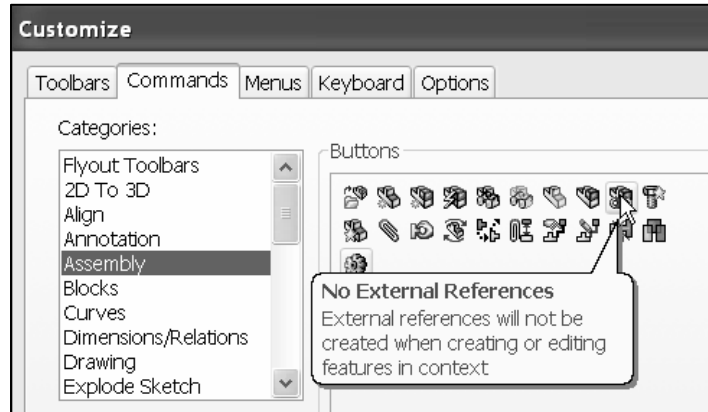 Customize
Toolbars Commands Menus Keyboard Options
Categories:
Flyout Toolbars
2D To 3D
Align
Annotation
Assembly
Blocks
Curves
Dimensions/Relations
Drawing
Explode Sketch
Buttons
No External References
External references will not be
created when creating or editing
features in context